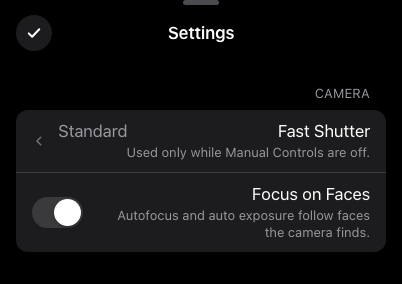 Settings
CAMERA
Fast Shutter Standard
Used only while Manual Controls are off.
Focus on Faces
Autofocus and auto exposure follow faces
the camera finds.